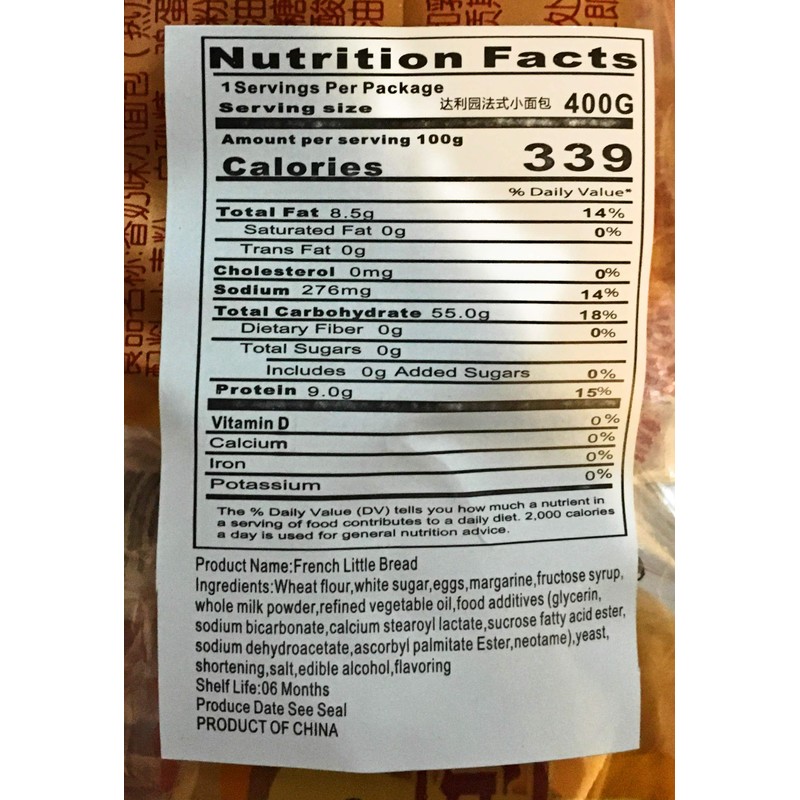 Nutrition Facts
1Servings Per Package
Serving size 达利园法式小面包 400G
Amount per serving 100g
Calories 339
% Daily Value*
Total Fat 8.5g 14%
Saturated Fat 0g 0%
Trans Fat 0g
Cholesterol 0mg 0%
Sodium 276mg 14%
Total Carbohydrate 55.0g 18%
Dietary Fiber 0g 0%
Total Sugars 0g
Includes 0g Added Sugars 0%
Protein 9.0g 15%
Vitamin D 0%
Calcium 0%
Iron 0%
Potassium 0%
The % Daily Value (DV) tells you how much a nutrient in
a serving of food contributes to a daily diet. 2,000 calories
a day is used for general nutrition advice.
Product Name:French Little Bread
Ingredients:Wheat flour,white sugar,eggs,margarine,fructose syrup,
whole milk powder,refined vegetable oil,food additives (glycerin,
sodium bicarbonate,calcium stearoyl lactate,sucrose fatty acid ester,
sodium dehydroacetate,ascorbyl palmitate Ester,neotame),yeast,
shortening,salt,edible alcohol,flavoring
Shelf Life:06 Months
Produce Date See Seal
PRODUCT OF CHINA